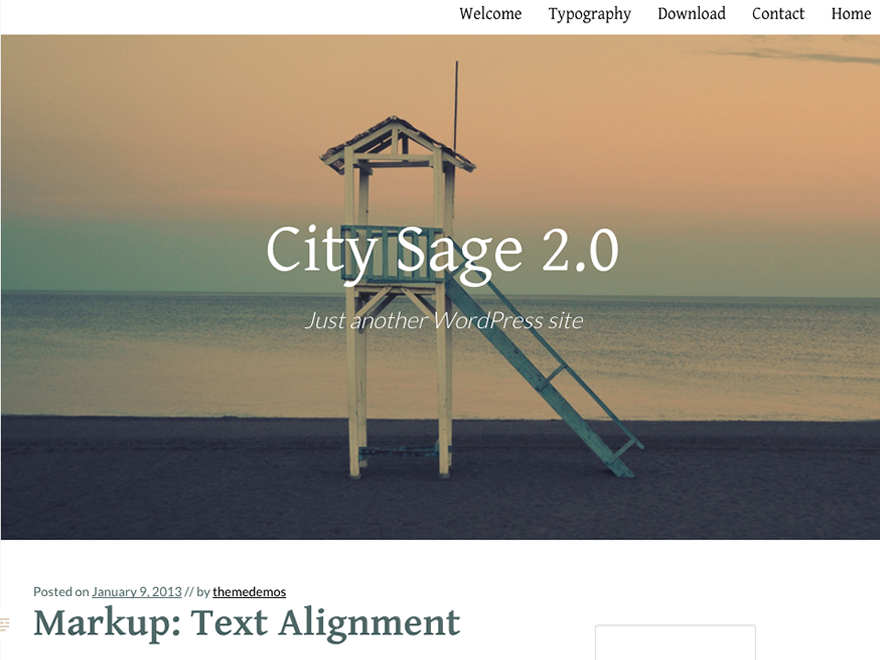 Welcome Typography Download Contact Home
City Sage 2.0
Just another WordPress site
Posted on January 9, 2013 // by themedemos
Markup: Text Alignment